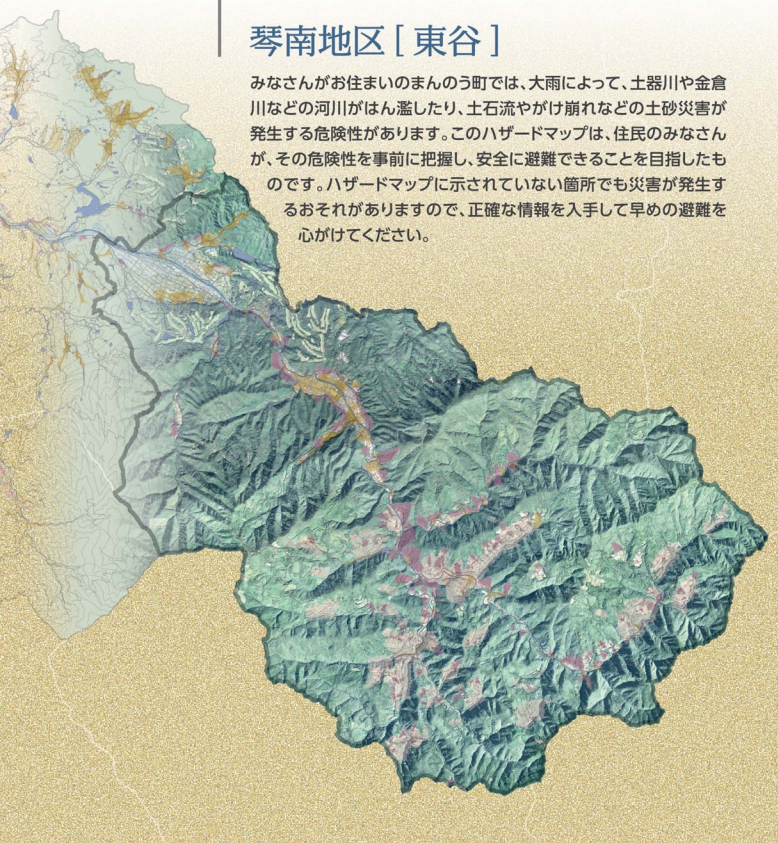 琴南地区［東谷］
みなさんがお住まいのまんのう町では、大雨によって、土器川や金倉
川などの河川がはん濫したり、土石流やがけ崩れなどの土砂災害が
発生する危険性があります。このハザードマップは、住民のみなさん
が、その危険性を事前に把握し、安全に避難できることを目指したも
のです。ハザードマップに示されていない箇所でも災害が発生す
るおそれがありますので、正確な情報を入手して早めの避難を
心がけてください。